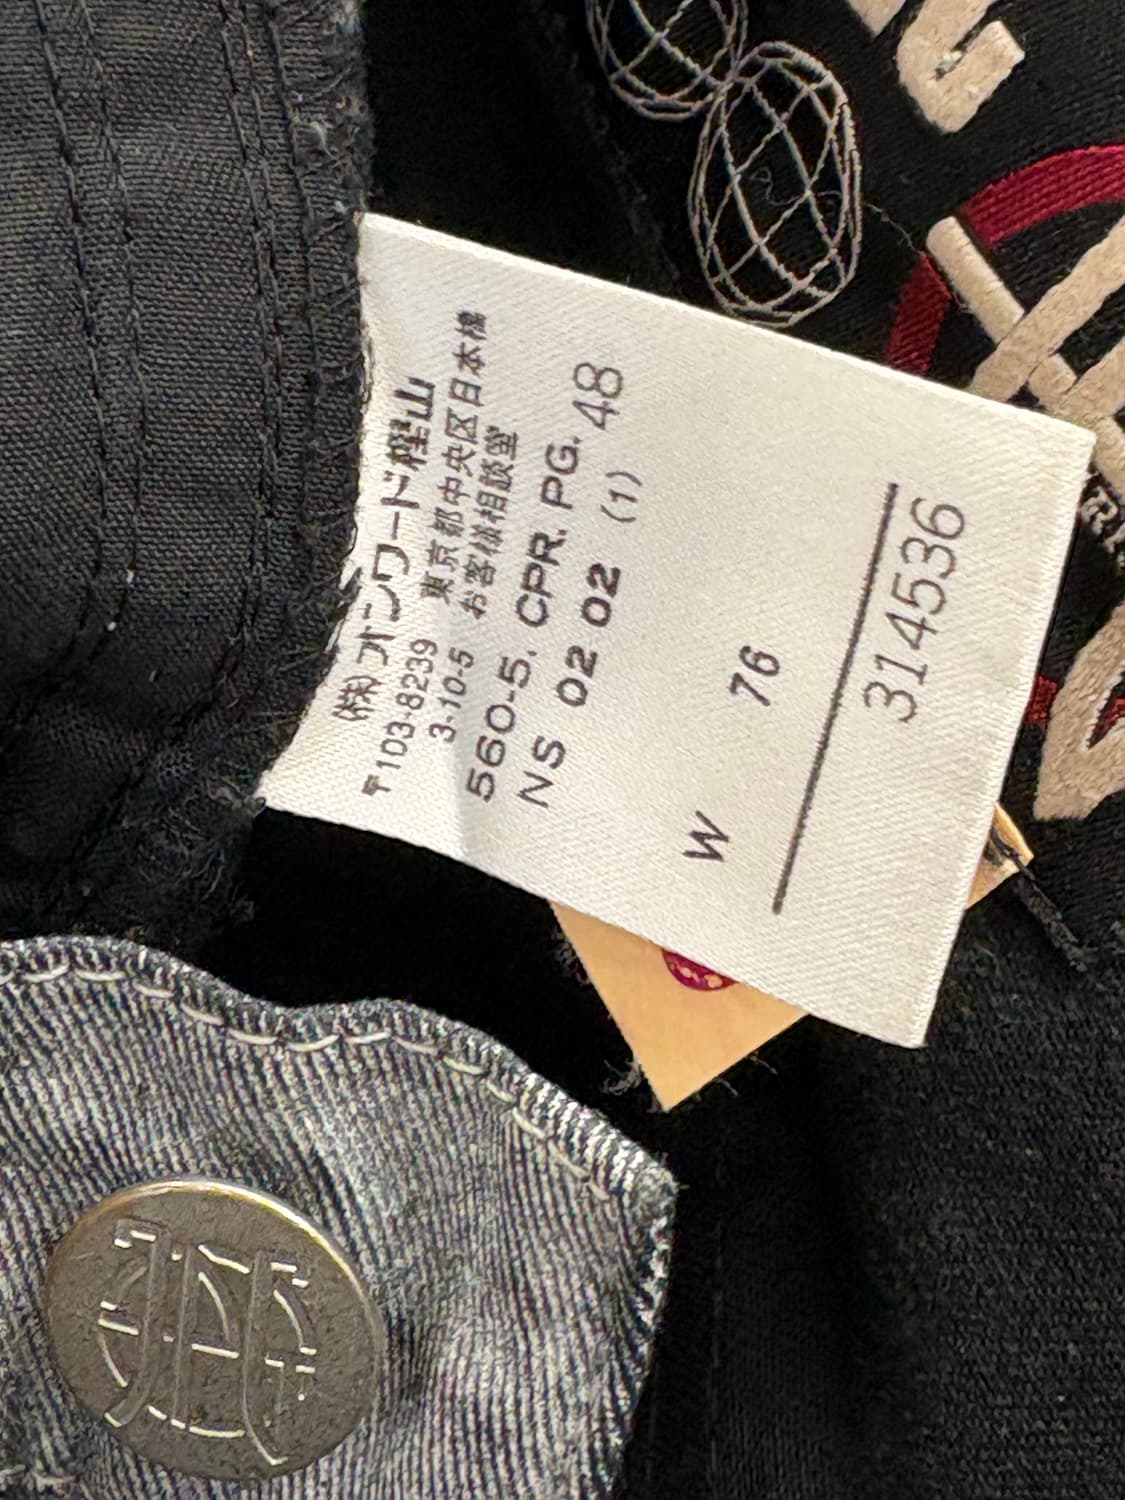 (株)オンワード樫山
〒103-8239 東京都中央区日本橋
3-10-5 お客様相談室
560-5. CPR. PG. 48
NS 02 02 (1)
W 76
314536